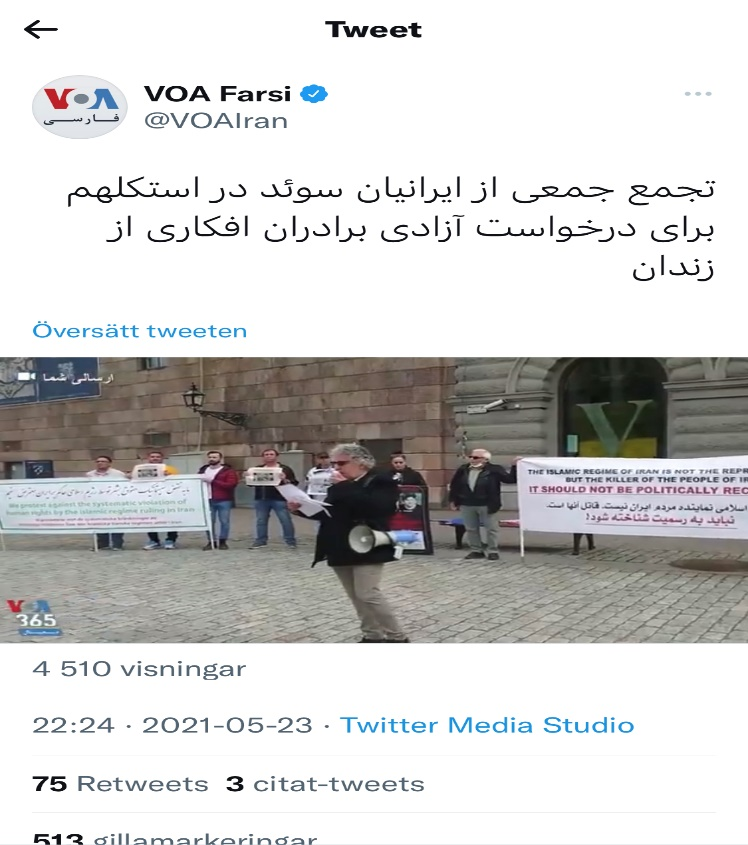 Tweet
VOA
فارسی
VOA Farsi
@VOAIran
تجمع جمعی از ایرانیان سوئد در استکلهم
برای درخواست آزادی برادران افکاری از
زندان
Översätt tweeten
ارسالی شما
We protest against the systematic violation of
human rights by the islamic regime ruling in Iran
THE ISLAMIC REGIME OF IRAN IS NOT THE REPR
BUT THE KILLER OF THE PEOPLE OF IR
IT SHOULD NOT BE POLITICALLY REC
اسلامی نماینده مردم ایران نیست، قاتل آنها است.
نباید به رسمیت شناخته شود!
VOA
365
4 510 visningar
22:24 · 2021-05-23 · Twitter Media Studio
75 Retweets 3 citat-tweets
513 gillamarkeringar